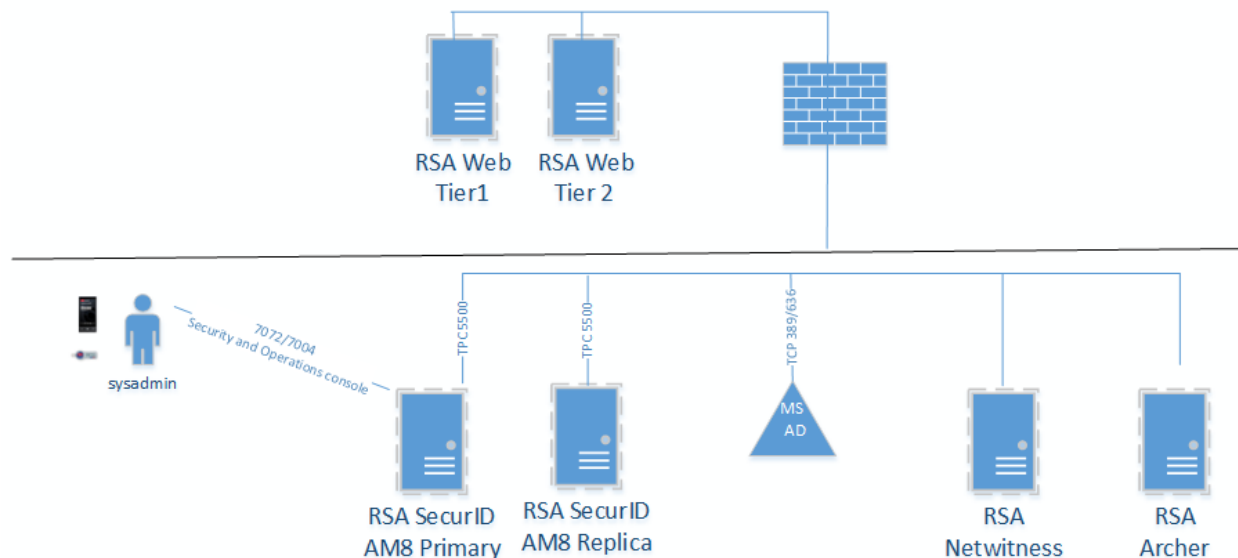 RSA Web
Tier1
RSA Web
Tier 2
7072/7004
Security and Operations console
sysadmin
TPC5500
TPC 5500
TCP 389/636
MS
AD
RSA SecurID
AM8 Primary
RSA SecurID
AM8 Replica
RSA
Netwitness
RSA
Archer